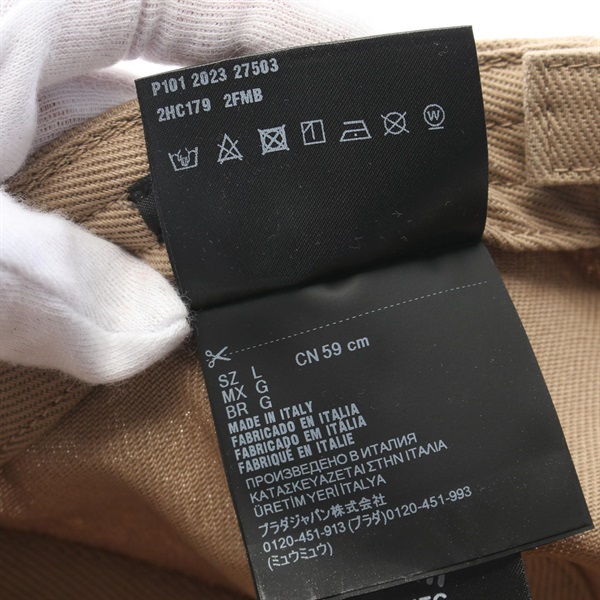 P101 2023 27503
2HC179 2FMB
CN 59 cm
SZ L
MX G
BR G
MADE IN ITALY
FABRICADO EN ITALIA
FABRICADO EM ITÁLIA
FABRIQUÉ EN ITALIE
ПРОИЗВЕДЕНО В ИТАЛИЯ
ΚΑΤΑΣΚΕΥΑΖΕΤΑΙ ΣΤΗΝ ΙΤΑΛΙΑ
ÜRETİM YERİ İTALYA
プラダジャパン株式会社
0120-451-913 (プラダ) 0120-451-993
(ミュウミュウ)